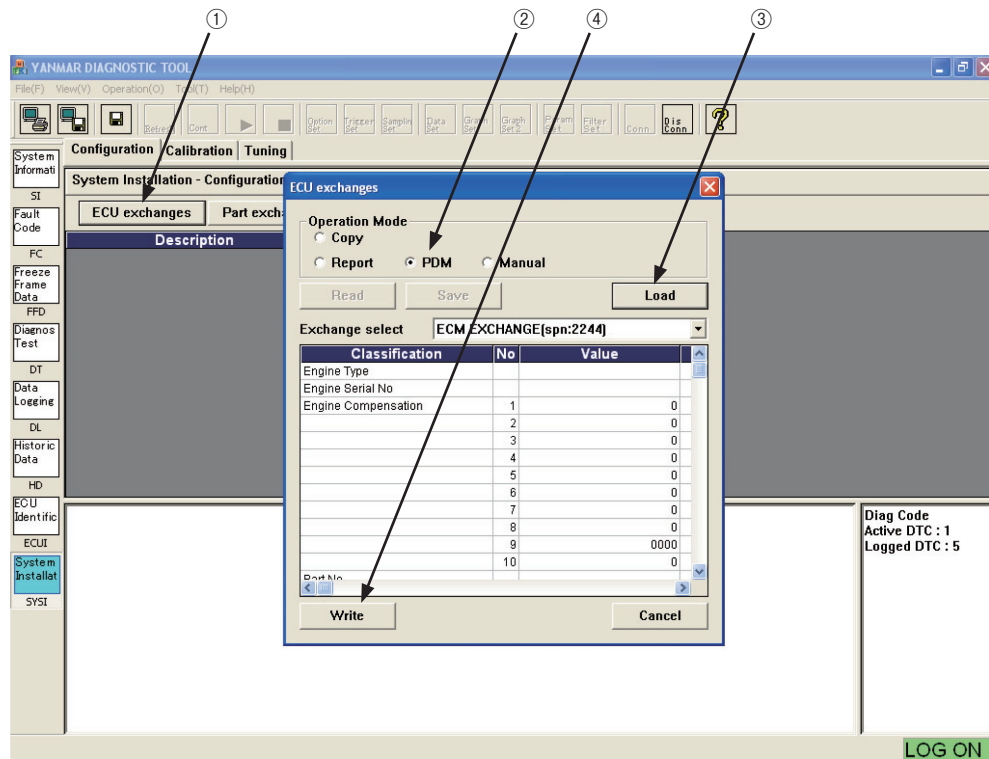 ① ② ④ ③
YANMAR DIAGNOSTIC TOOL
File(F) View(V) Operation(O) Tool(T) Help(H)
Refresh Cont Option Set Trigger Set Samplin Set Data Set Graph Set Graph Set2 Param Set Filter Set Conn Dis Conn
Configuration Calibration Tuning
System Informati
SI
Fault Code
FC
Freeze Frame Data
FFD
Diagnos Test
DT
Data Logging
DL
Historic Data
HD
ECU Identific
ECUI
System Installat
SYSI
System Installation - Configuration
ECU exchanges Part exch
Description
ECU exchanges
Operation Mode
Copy
Report PDM Manual
Read Save Load
Exchange select ECM EXCHANGE(spn:2244)
Classification No Value
Engine Type
Engine Serial No
Engine Compensation 1 0
2 0
3 0
4 0
5 0
6 0
7 0
8 0
9 0000
10 0
Part No
Write Cancel
Diag Code
Active DTC : 1
Logged DTC : 5
LOG ON